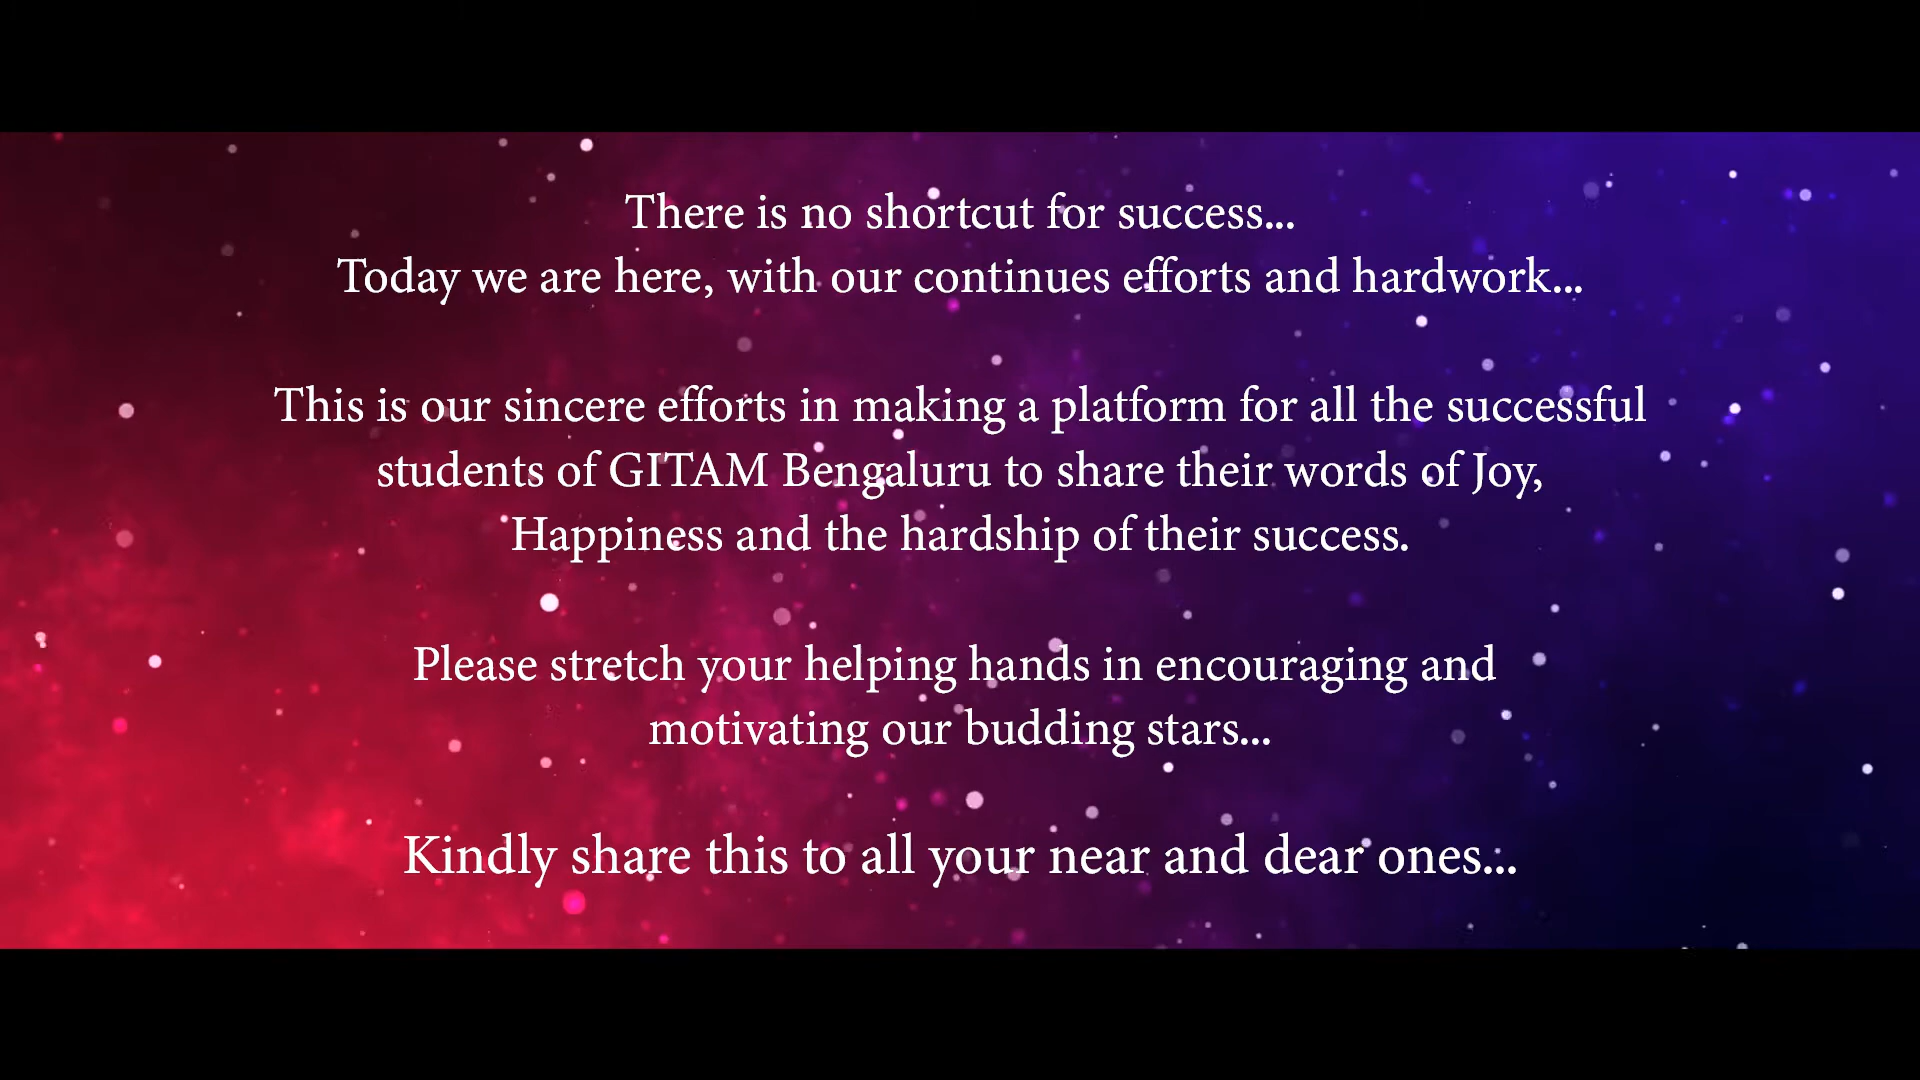 There is no shortcut for success...
Today we are here, with our continues efforts and hardwork...
This is our sincere efforts in making a platform for all the successful
students of GITAM Bengaluru to share their words of Joy,
Happiness and the hardship of their success.
Please stretch your helping hands in encouraging and
motivating our budding stars...
Kindly share this to all your near and dear ones...